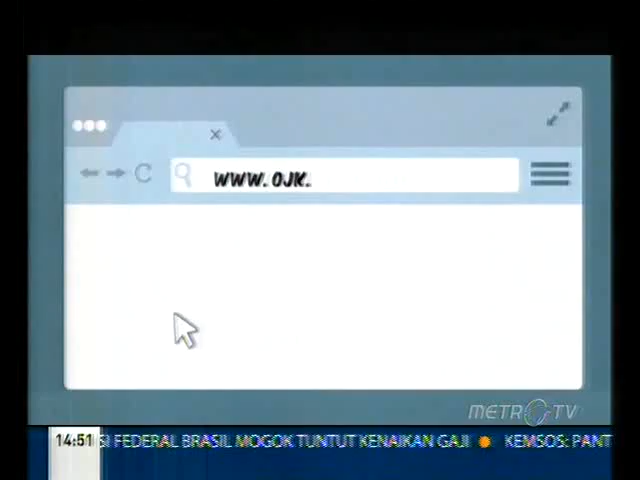 WWW. OJK.
METRO TV
14:51 SI FEDERAL BRASIL MOGOK TUNTUT KENAIKAN GAJI KEMSOS: PANT